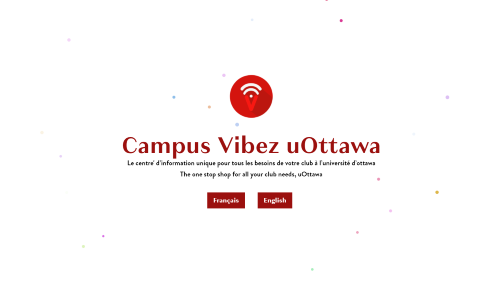 Campus Vibez uOttawa
Le centre' d'information unique pour tous les besoins de votre club à l'université d'ottawa
The one stop shop for all your club needs, uOttawa
Français English